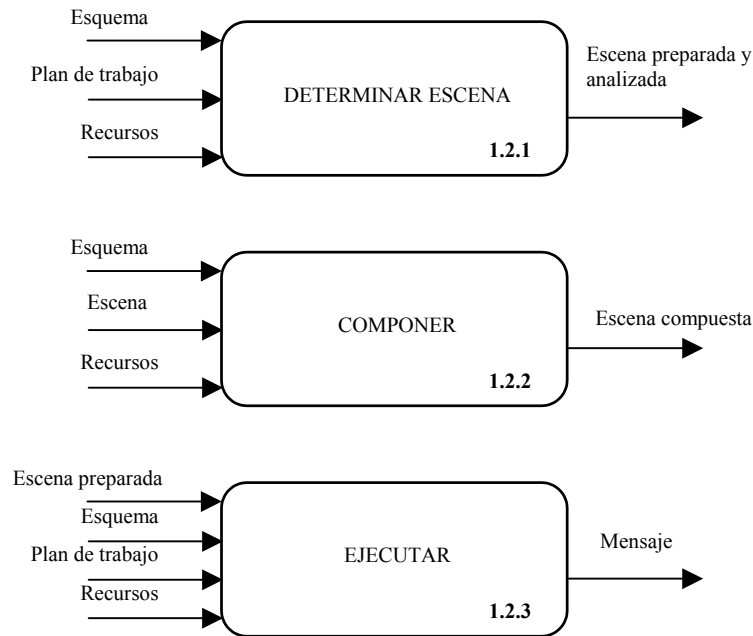 Esquema
Plan de trabajo
Recursos
DETERMINAR ESCENA
1.2.1
Escena preparada y
analizada
Esquema
Escena
Recursos
COMPONER
1.2.2
Escena compuesta
Escena preparada
Esquema
Plan de trabajo
Recursos
EJECUTAR
1.2.3
Mensaje